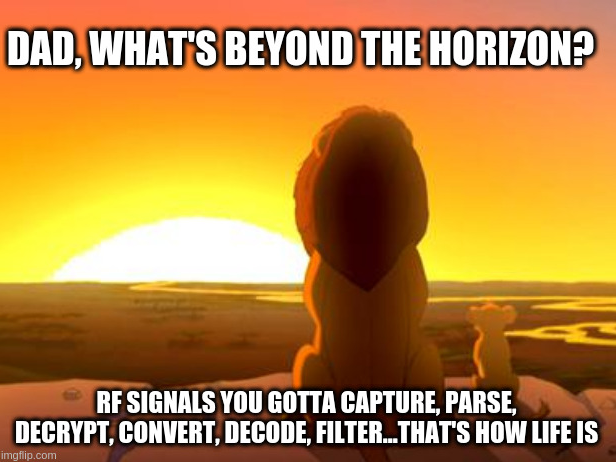 DAD, WHAT'S BEYOND THE HORIZON?
RF SIGNALS YOU GOTTA CAPTURE, PARSE,
DECRYPT, CONVERT, DECODE, FILTER...THAT'S HOW LIFE IS
imgflip.com